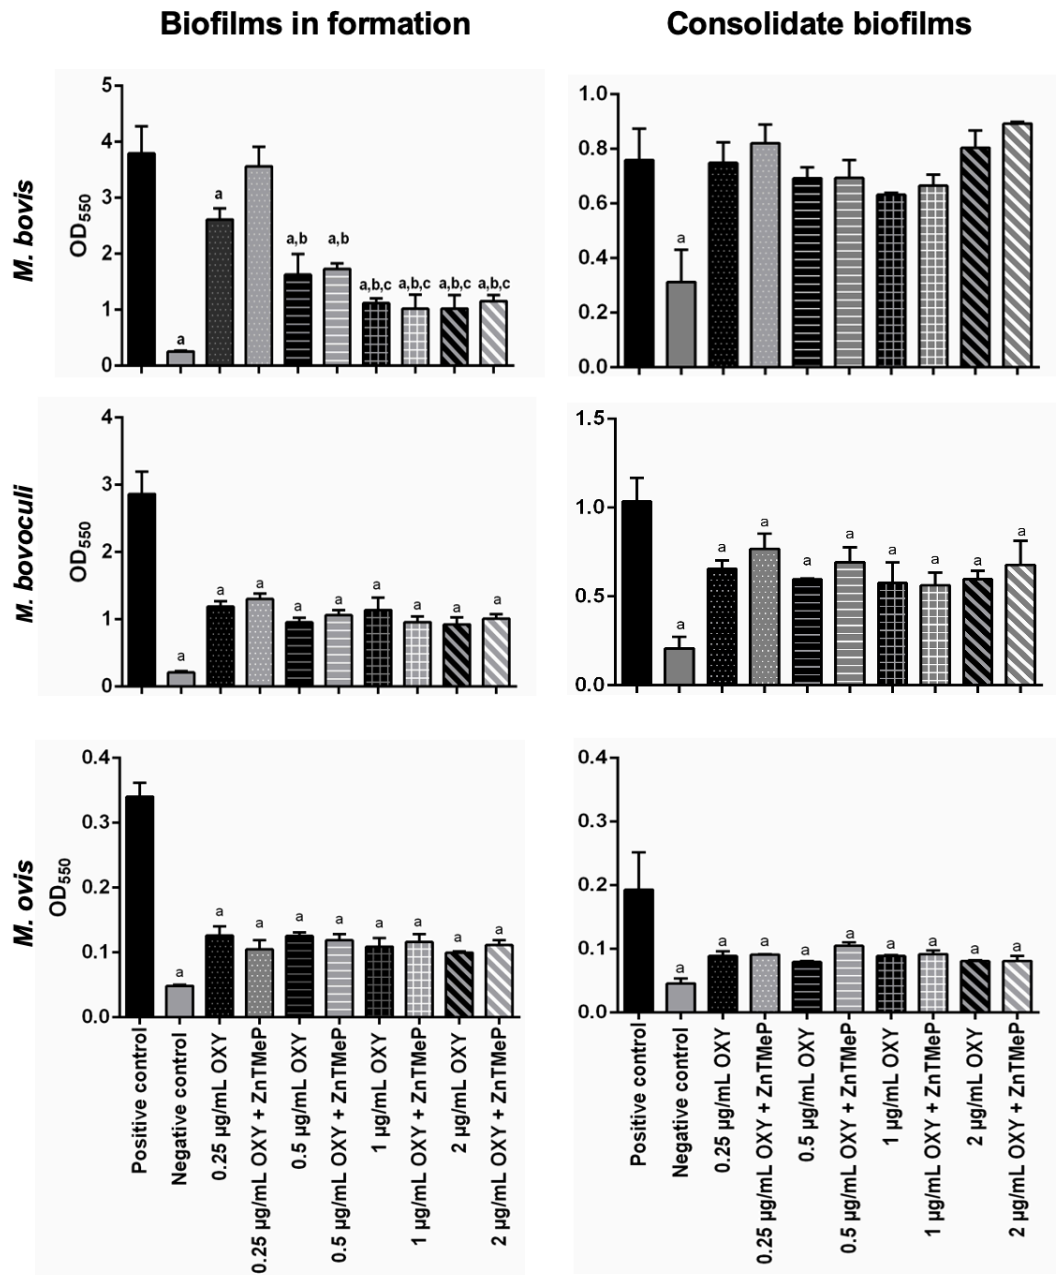 Biofilms in formation
Consolidate biofilms
M. bovis
OD550
5
4
3
2
1
0
a
a
a,b
a,b
a,b,c
a,b,c
a,b,c
a,b,c
1.0
0.8
0.6
0.4
0.2
0.0
a
M. bovoculi
OD550
4
3
2
1
0
a
a
a
a
a
a
a
a
a
1.5
1.0
0.5
0.0
a
a
a
a
a
a
a
a
a
M. ovis
OD550
0.4
0.3
0.2
0.1
0.0
a
a
a
a
a
a
a
a
a
0.4
0.3
0.2
0.1
0.0
a
a
a
a
a
a
a
a
a
Positive control
Negative control
0.25 µg/mL OXY
0.25 µg/mL OXY + ZnTMeP
0.5 µg/mL OXY
0.5 µg/mL OXY + ZnTMeP
1 µg/mL OXY
1 µg/mL OXY + ZnTMeP
2 µg/mL OXY
2 µg/mL OXY + ZnTMeP
Positive control
Negative control
0.25 µg/mL OXY
0.25 µg/mL OXY + ZnTMeP
0.5 µg/mL OXY
0.5 µg/mL OXY + ZnTMeP
1 µg/mL OXY
1 µg/mL OXY + ZnTMeP
2 µg/mL OXY
2 µg/mL OXY + ZnTMeP